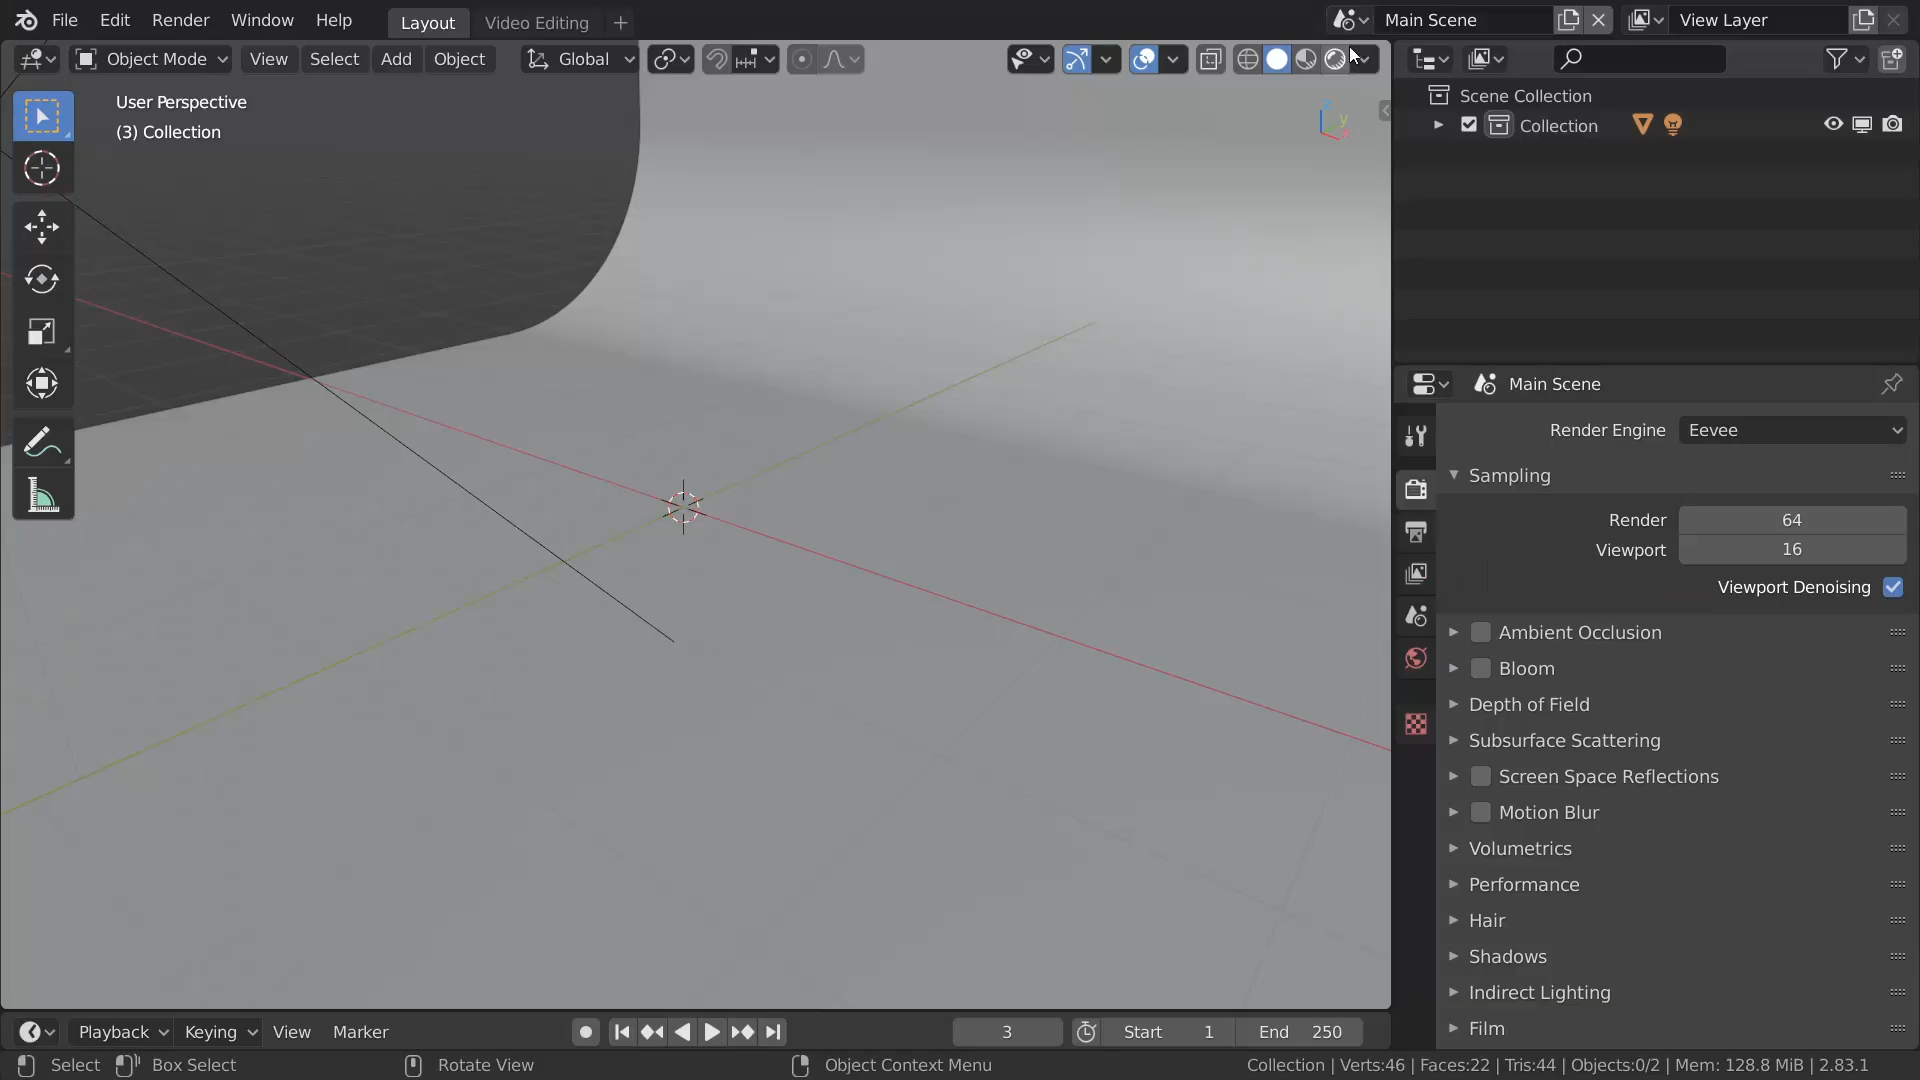 File Edit Render Window Help Layout Video Editing Main Scene View Layer
Object Mode View Select Add Object Global
User Perspective
(3) Collection
z
y
x
Scene Collection
Collection
Main Scene
Render Engine Eevee
Sampling
Render 64
Viewport 16
Viewport Denoising
Ambient Occlusion
Bloom
Depth of Field
Subsurface Scattering
Screen Space Reflections
Motion Blur
Volumetrics
Performance
Hair
Shadows
Indirect Lighting
Film
Playback Keying View Marker 3 Start 1 End 250
Select Box Select Rotate View Object Context Menu Collection | Verts:46 | Faces:22 | Tris:44 | Objects:0/2 | Mem: 128.8 MiB | 2.83.1